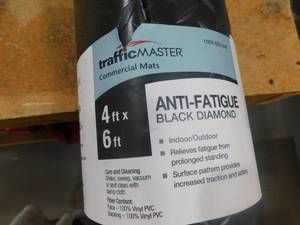 trafficMASTER
Commercial Mats
4 ft x
6 ft
ANTI-FATIGUE
BLACK DIAMOND
• Indoor/Outdoor
• Relieves fatigue from
prolonged standing
• Surface pattern provides
increased traction and safety
Care and Cleaning:
Shake, sweep, vacuum
or spot clean with
damp cloth
Fiber Content:
Face – 100% Vinyl PVC
Backing – 100% Vinyl PVC